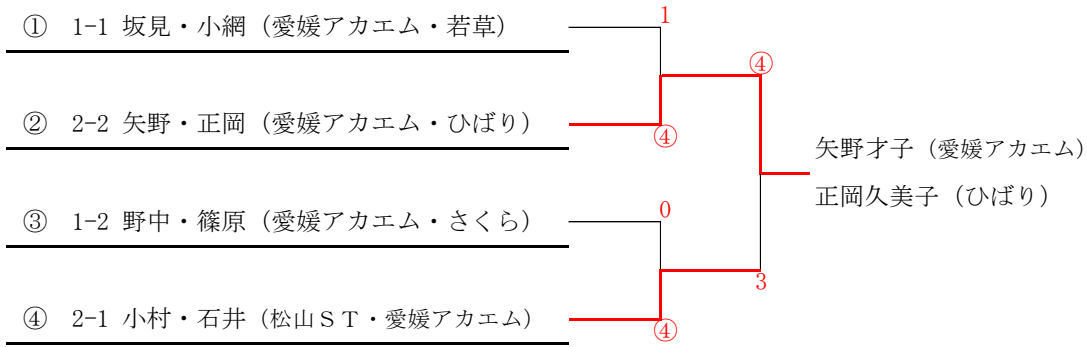 ① 1-1 坂見・小網（愛媛アカエム・若草）
1
④
② 2-2 矢野・正岡（愛媛アカエム・ひばり）
④
矢野才子（愛媛アカエム）
正岡久美子（ひばり）
③ 1-2 野中・篠原（愛媛アカエム・さくら）
0
3
④ 2-1 小村・石井（松山ＳＴ・愛媛アカエム）
④